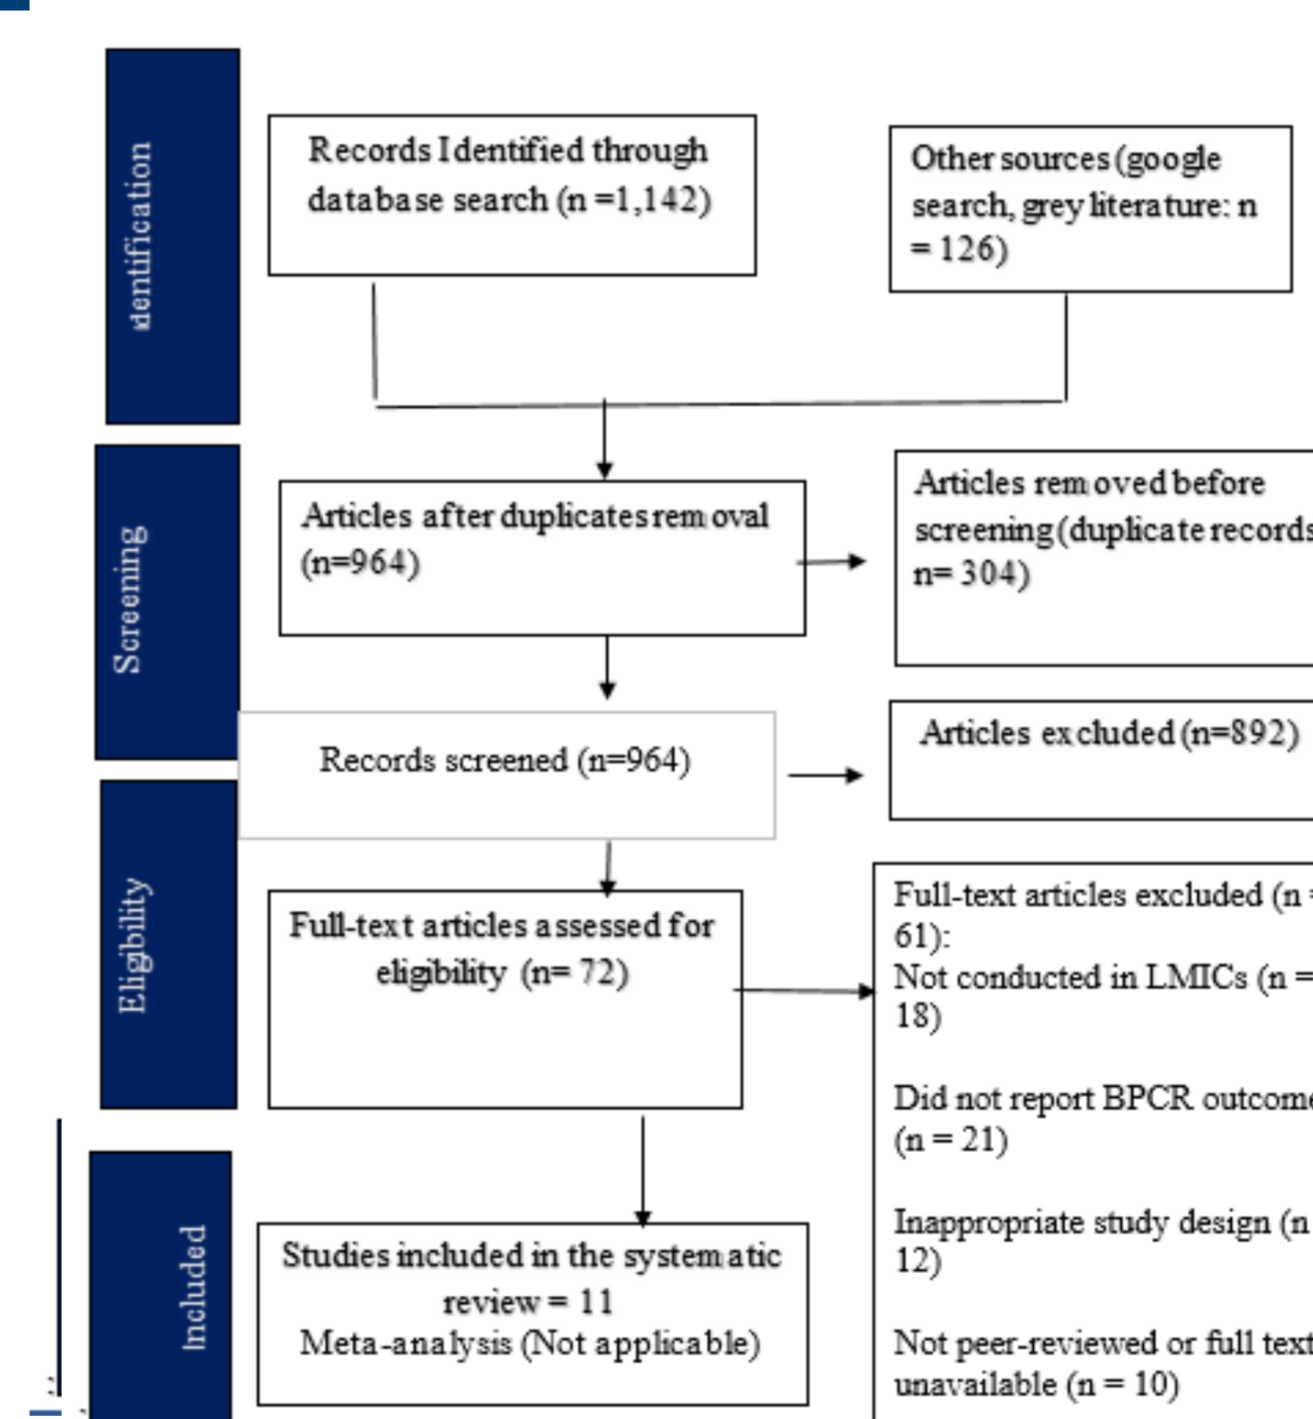 dentification
Records Identified through
database search (n =1,142)
Other sources (google
search, grey literature: n
= 126)
Screening
Articles after duplicates removal
(n=964)
Articles removed before
screening (duplicate records
n= 304)
Records screened (n=964)
Articles excluded (n=892)
Eligibility
Full-text articles assessed for
eligibility (n= 72)
Full-text articles excluded (n =
61):
Not conducted in LMICs (n =
18)
Did not report BPCR outcome
(n = 21)
Inappropriate study design (n
12)
Not peer-reviewed or full text
unavailable (n = 10)
Included
Studies included in the systematic
review = 11
Meta-analysis (Not applicable)